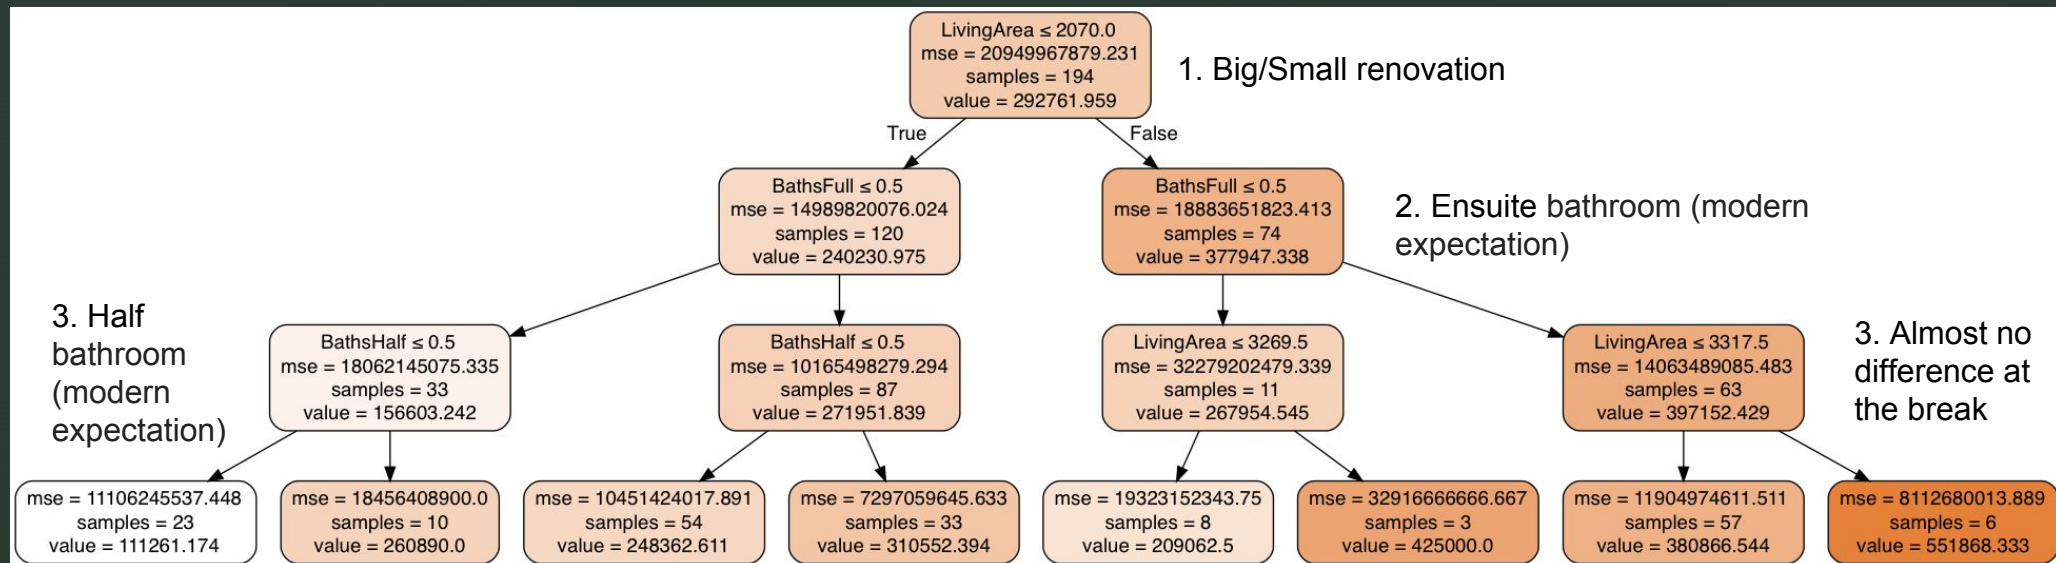 LivingArea ≤ 2070.0
mse = 20949967879.231
samples = 194
value = 292761.959
1. Big/Small renovation
True
False
BathsFull ≤ 0.5
mse = 14989820076.024
samples = 120
value = 240230.975
BathsFull ≤ 0.5
mse = 18883651823.413
samples = 74
value = 377947.338
2. Ensuite bathroom (modern
expectation)
3. Half
bathroom
(modern
expectation)
BathsHalf ≤ 0.5
mse = 18062145075.335
samples = 33
value = 156603.242
BathsHalf ≤ 0.5
mse = 10165498279.294
samples = 87
value = 271951.839
LivingArea ≤ 3269.5
mse = 32279202479.339
samples = 11
value = 267954.545
LivingArea ≤ 3317.5
mse = 14063489085.483
samples = 63
value = 397152.429
3. Almost no
difference at
the break
mse = 11106245537.448
samples = 23
value = 111261.174
mse = 18456408900.0
samples = 10
value = 260890.0
mse = 10451424017.891
samples = 54
value = 248362.611
mse = 7297059645.633
samples = 33
value = 310552.394
mse = 19323152343.75
samples = 8
value = 209062.5
mse = 32916666666.667
samples = 3
value = 425000.0
mse = 11904974611.511
samples = 57
value = 380866.544
mse = 8112680013.889
samples = 6
value = 551868.333